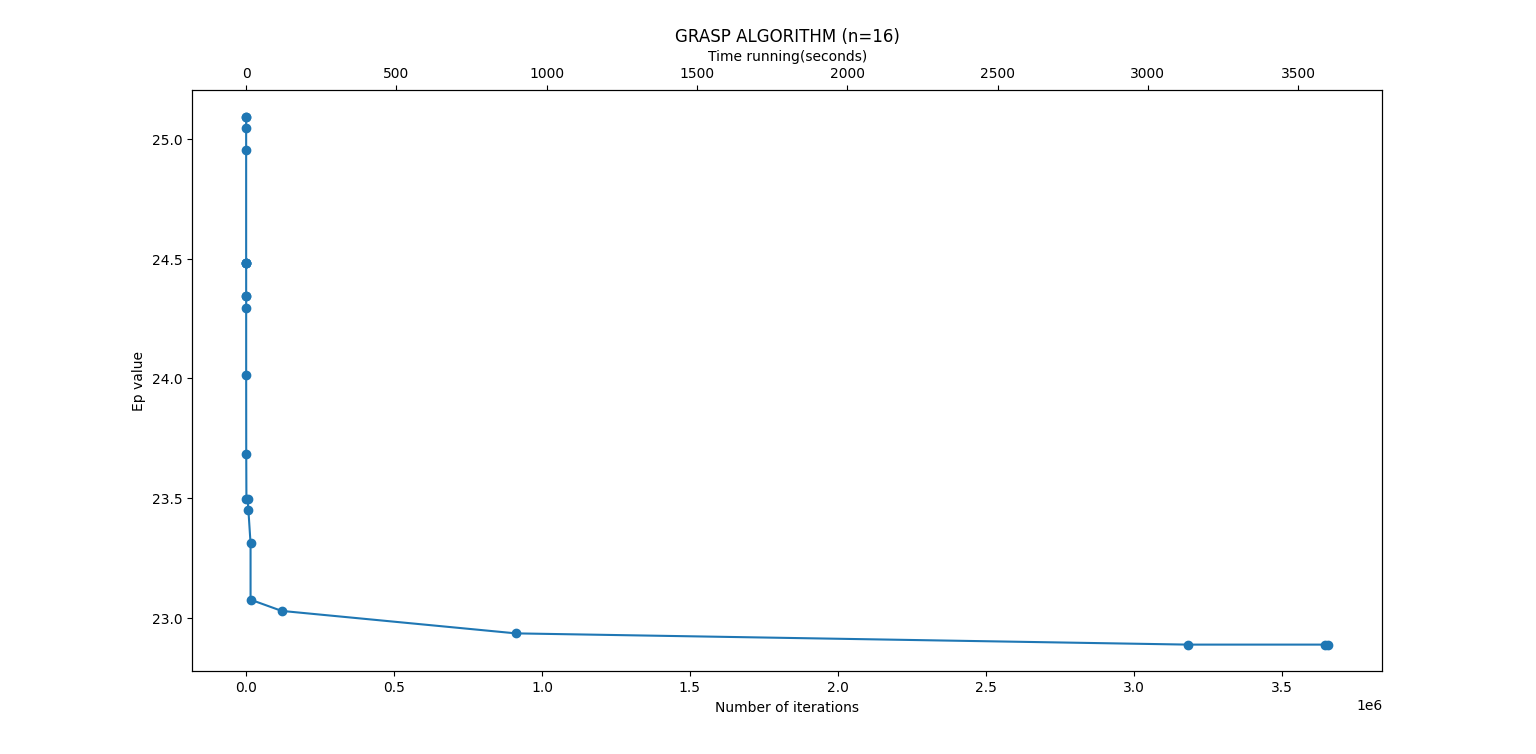 GRASP ALGORITHM (n=16)
Time running(seconds)
0 500 1000 1500 2000 2500 3000 3500
25.0
24.5
24.0
23.5
23.0
Ep value
0.0 0.5 1.0 1.5 2.0 2.5 3.0 3.5
Number of iterations
1e6